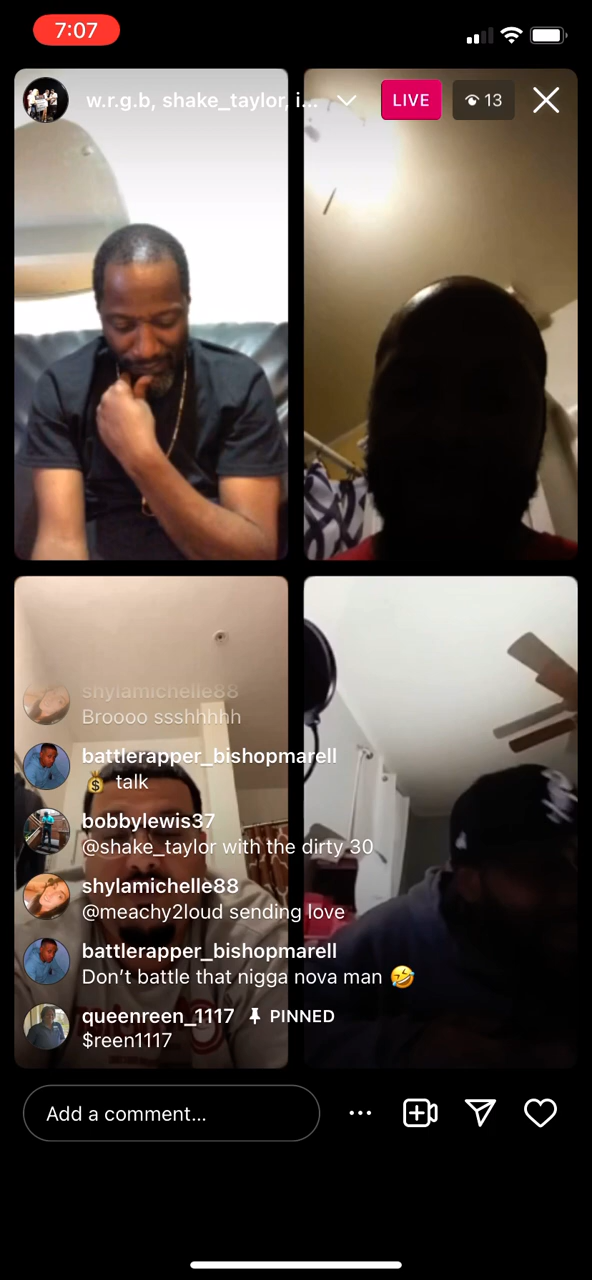 7:07
w.r.g.b, shake_taylor, i...
LIVE
13
shylamichelle88
Broooo ssshhhhh
battlerapper_bishopmarell
💰 talk
bobbylewis37
@shake_taylor with the dirty 30
shylamichelle88
@meachy2loud sending love
battlerapper_bishopmarell
Don’t battle that nigga nova man 🤣
queenreen_1117 PINNED
$reen1117
Add a comment...